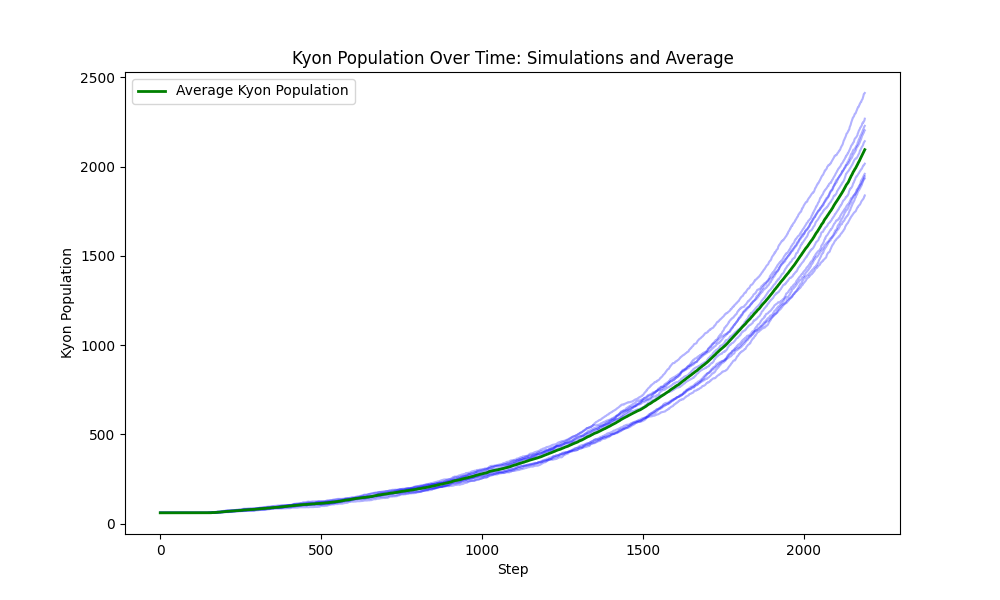 Kyon Population Over Time: Simulations and Average
Average Kyon Population
Kyon Population
2500
2000
1500
1000
500
0
0 500 1000 1500 2000
Step